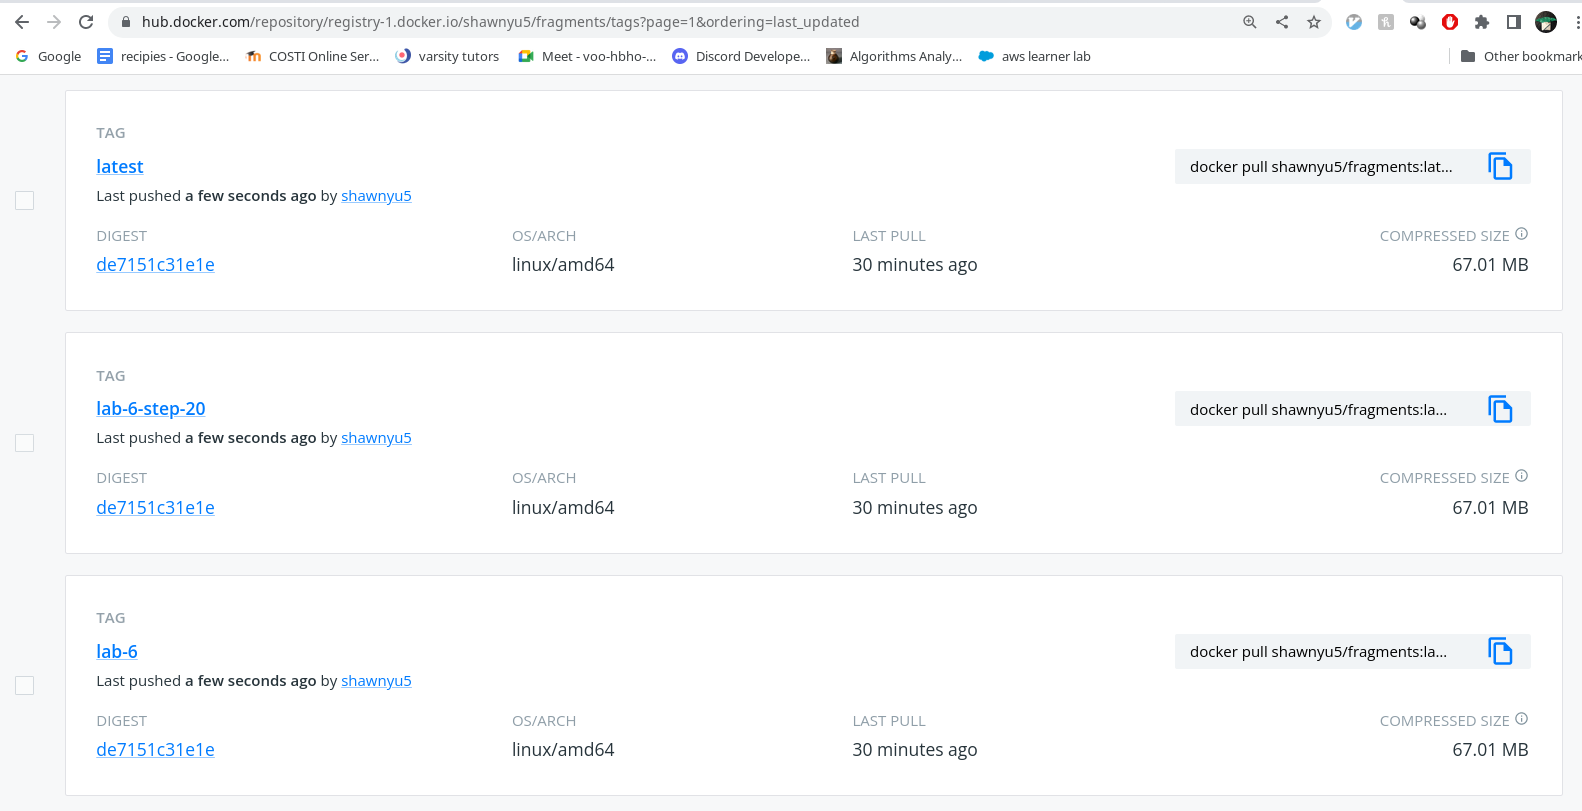 hub.docker.com/repository/registry-1.docker.io/shawnyu5/fragments/tags?page=1&ordering=last_updated
Google recipies - Google... COSTI Online Ser... varsity tutors Meet - voo-hbho-... Discord Develope... Algorithms Analy... aws learner lab Other bookmark
TAG
latest
docker pull shawnyu5/fragments:lat...
Last pushed a few seconds ago by shawnyu5
DIGEST OS/ARCH LAST PULL COMPRESSED SIZE
de7151c31e1e linux/amd64 30 minutes ago 67.01 MB
TAG
lab-6-step-20
docker pull shawnyu5/fragments:la...
Last pushed a few seconds ago by shawnyu5
DIGEST OS/ARCH LAST PULL COMPRESSED SIZE
de7151c31e1e linux/amd64 30 minutes ago 67.01 MB
TAG
lab-6
docker pull shawnyu5/fragments:la...
Last pushed a few seconds ago by shawnyu5
DIGEST OS/ARCH LAST PULL COMPRESSED SIZE
de7151c31e1e linux/amd64 30 minutes ago 67.01 MB